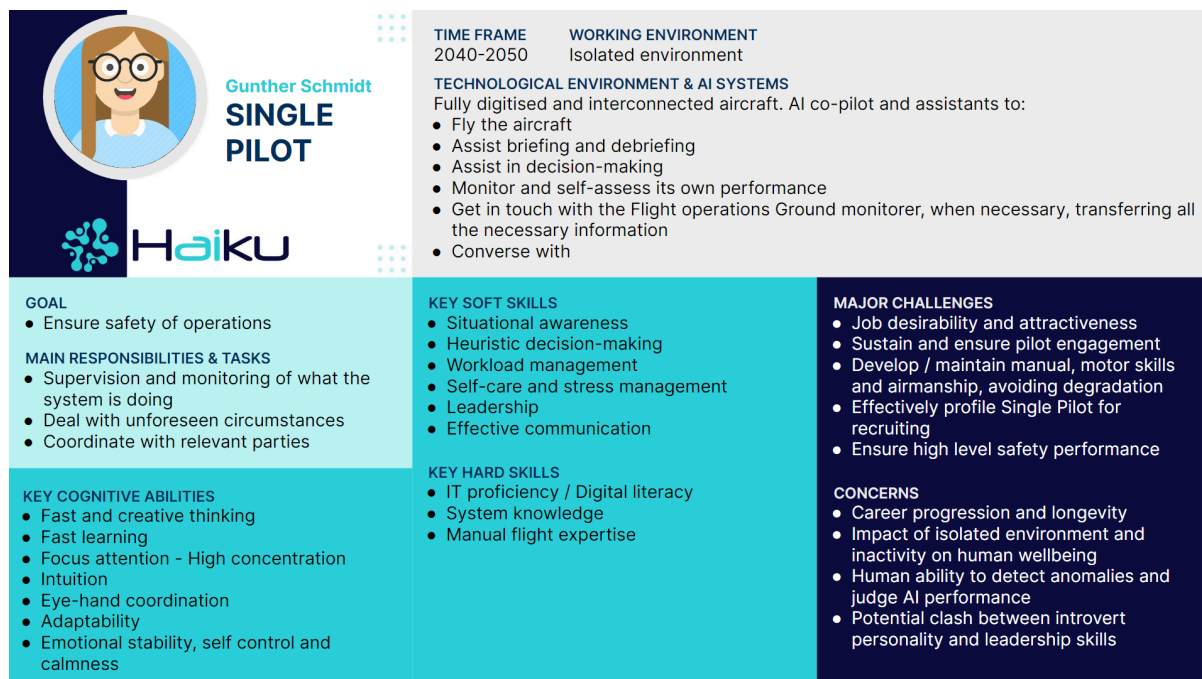 Gunther Schmidt
SINGLE
PILOT
Haiku
TIME FRAME
2040-2050
WORKING ENVIRONMENT
Isolated environment
TECHNOLOGICAL ENVIRONMENT & AI SYSTEMS
Fully digitised and interconnected aircraft. AI co-pilot and assistants to:
● Fly the aircraft
● Assist briefing and debriefing
● Assist in decision-making
● Monitor and self-assess its own performance
● Get in touch with the Flight operations Ground monitorer, when necessary, transferring all
the necessary information
● Converse with
GOAL
● Ensure safety of operations
MAIN RESPONSIBILITIES & TASKS
● Supervision and monitoring of what the
system is doing
● Deal with unforeseen circumstances
● Coordinate with relevant parties
KEY COGNITIVE ABILITIES
● Fast and creative thinking
● Fast learning
● Focus attention - High concentration
● Intuition
● Eye-hand coordination
● Adaptability
● Emotional stability, self control and
calmness
KEY SOFT SKILLS
● Situational awareness
● Heuristic decision-making
● Workload management
● Self-care and stress management
● Leadership
● Effective communication
KEY HARD SKILLS
● IT proficiency / Digital literacy
● System knowledge
● Manual flight expertise
MAJOR CHALLENGES
● Job desirability and attractiveness
● Sustain and ensure pilot engagement
● Develop / maintain manual, motor skills
and airmanship, avoiding degradation
● Effectively profile Single Pilot for
recruiting
● Ensure high level safety performance
CONCERNS
● Career progression and longevity
● Impact of isolated environment and
inactivity on human wellbeing
● Human ability to detect anomalies and
judge AI performance
● Potential clash between introvert
personality and leadership skills